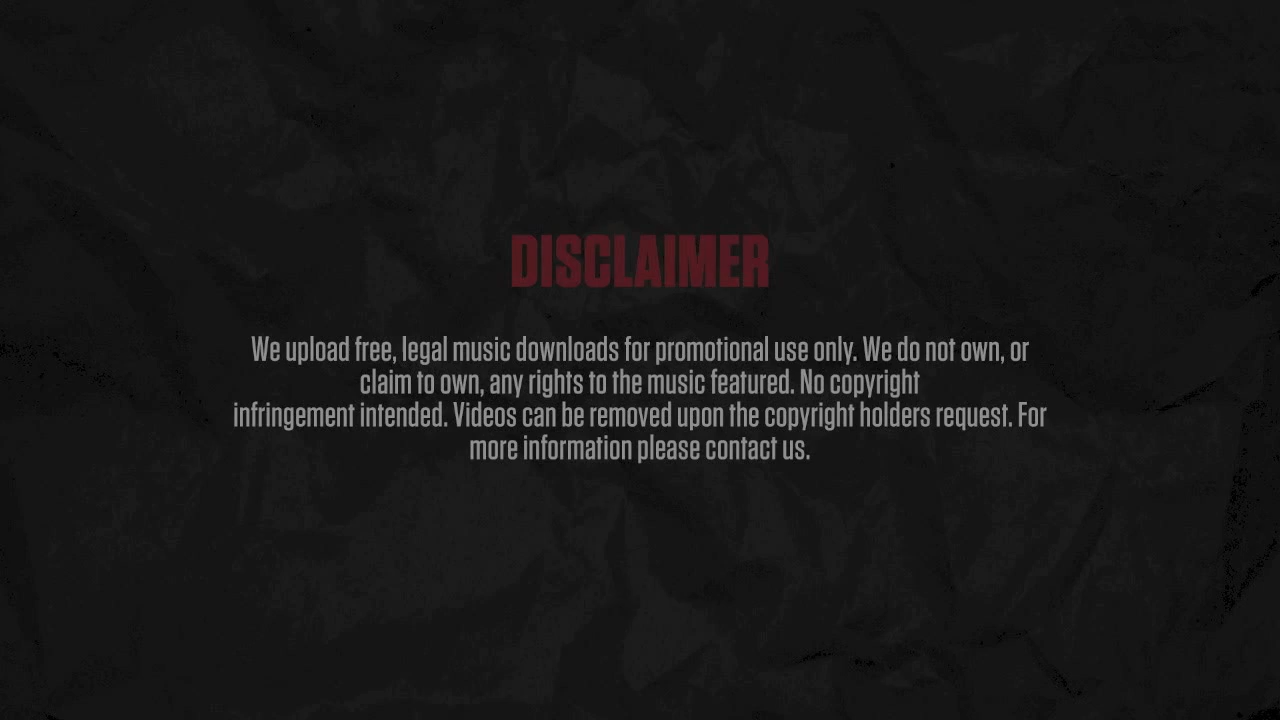 DISCLAIMER
We upload free, legal music downloads for promotional use only. We do not own, or
claim to own, any rights to the music featured. No copyright
infringement intended. Videos can be removed upon the copyright holders request. For
more information please contact us.